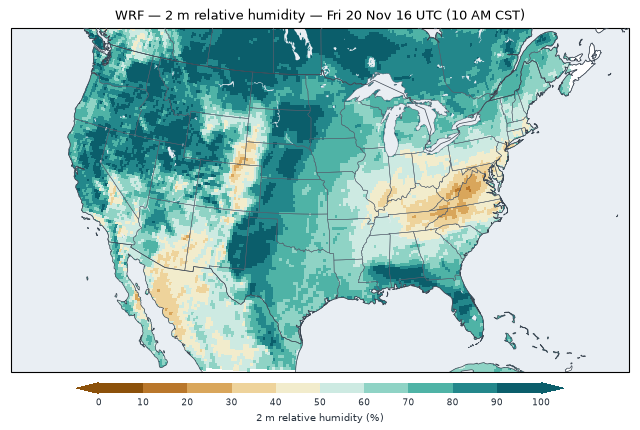 WRF — 2 m relative humidity — Fri 20 Nov 16 UTC (10 AM CST)
0 10 20 30 40 50 60 70 80 90 100
2 m relative humidity (%)